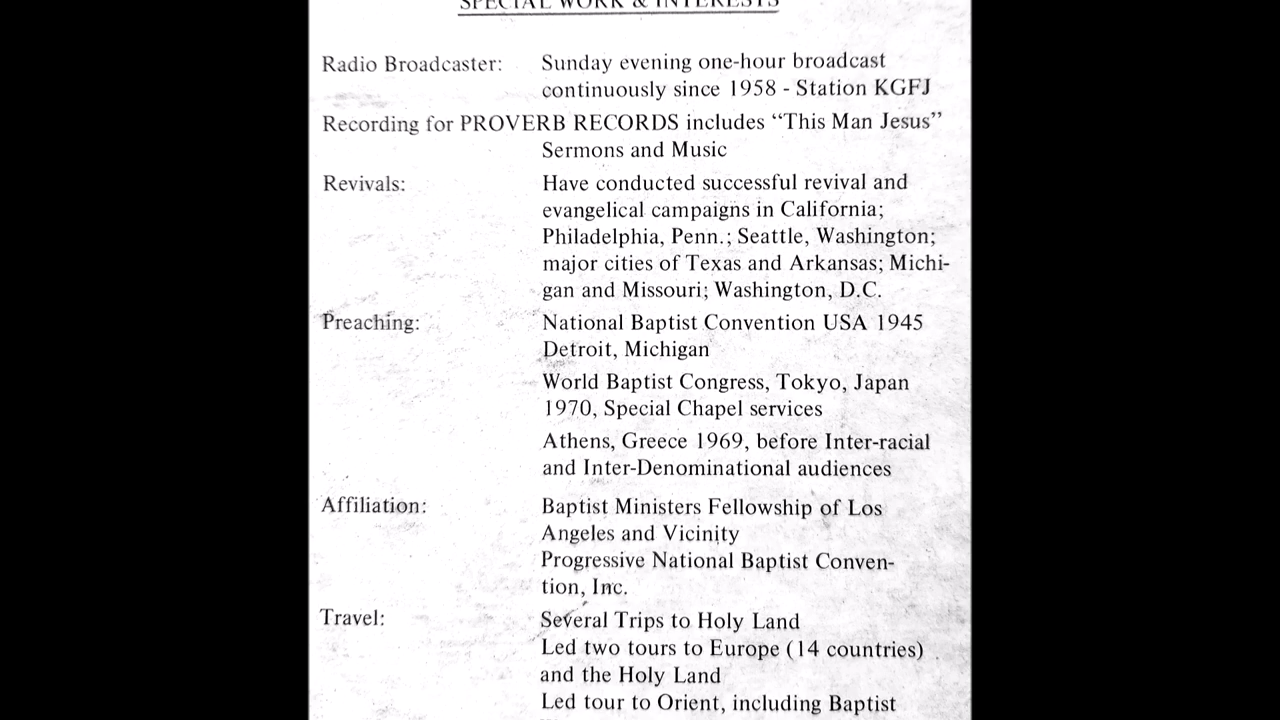 SPECIAL WORK & INTERESTS
Radio Broadcaster: Sunday evening one-hour broadcast
continuously since 1958 - Station KGFJ
Recording for PROVERB RECORDS includes “This Man Jesus”
Sermons and Music
Revivals: Have conducted successful revival and
evangelical campaigns in California;
Philadelphia, Penn.; Seattle, Washington;
major cities of Texas and Arkansas; Michi-
gan and Missouri; Washington, D.C.
Preaching: National Baptist Convention USA 1945
Detroit, Michigan
World Baptist Congress, Tokyo, Japan
1970, Special Chapel services
Athens, Greece 1969, before Inter-racial
and Inter-Denominational audiences
Affiliation: Baptist Ministers Fellowship of Los
Angeles and Vicinity
Progressive National Baptist Conven-
tion, Inc.
Travel: Several Trips to Holy Land
Led two tours to Europe (14 countries)
and the Holy Land
Led tour to Orient, including Baptist